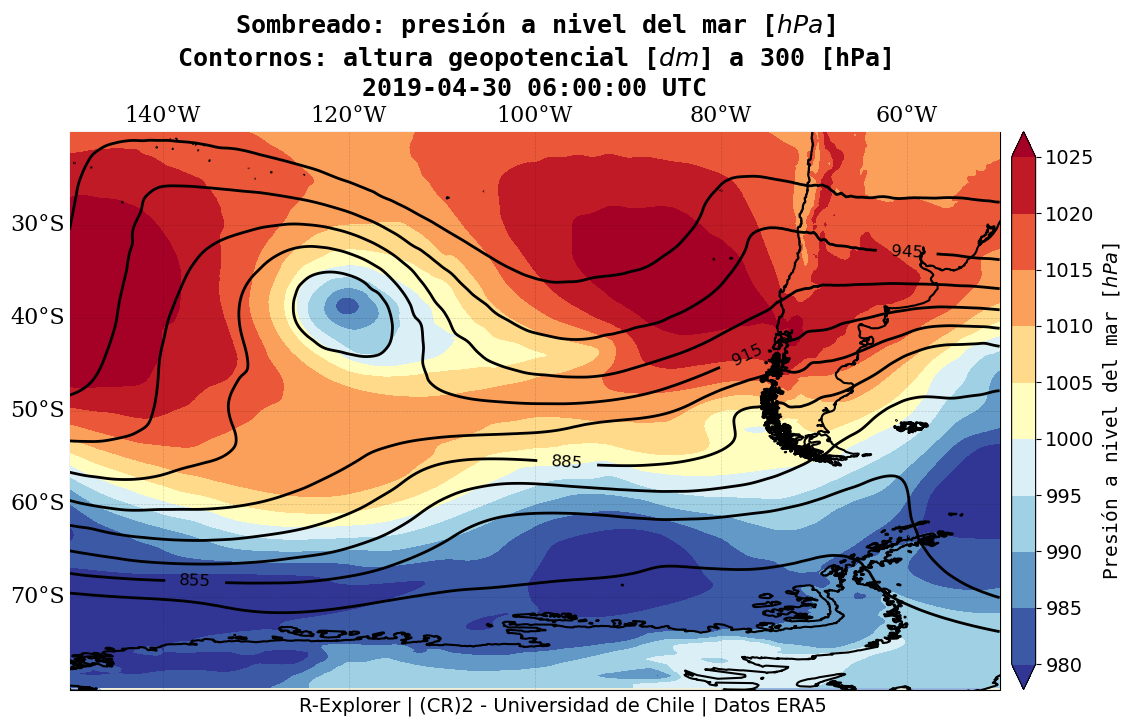 Sombreado: presión a nivel del mar [hPa]
Contornos: altura geopotencial [dm] a 300 [hPa]
2019-04-30 06:00:00 UTC
140°W 120°W 100°W 80°W 60°W
30°S
40°S
50°S
60°S
70°S
945
915
885
855
1025
1020
1015
1010
1005
1000
995
990
985
980
Presión a nivel del mar [hPa]
R-Explorer | (CR)2 - Universidad de Chile | Datos ERA5